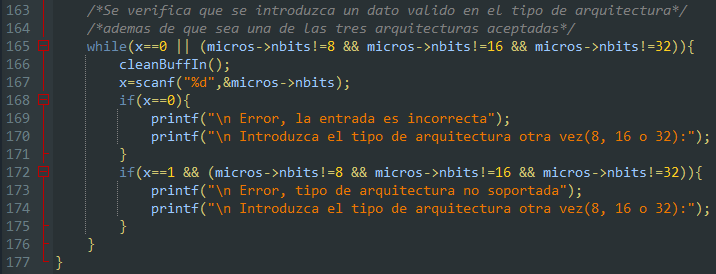 163 /*Se verifica que se introduzca un dato valido en el tipo de arquitectura*/
164 /*ademas de que sea una de las tres arquitecturas aceptadas*/
165 while(x==0 || (micros->nbits!=8 && micros->nbits!=16 && micros->nbits!=32)){
166 cleanBuffIn();
167 x=scanf("%d",&micros->nbits);
168 if(x==0){
169 printf("\n Error, la entrada es incorrecta");
170 printf("\n Introduzca el tipo de arquitectura otra vez(8, 16 o 32):");
171 }
172 if(x==1 && (micros->nbits!=8 && micros->nbits!=16 && micros->nbits!=32)){
173 printf("\n Error, tipo de arquitectura no soportada");
174 printf("\n Introduzca el tipo de arquitectura otra vez(8, 16 o 32):");
175 }
176 }
177 }